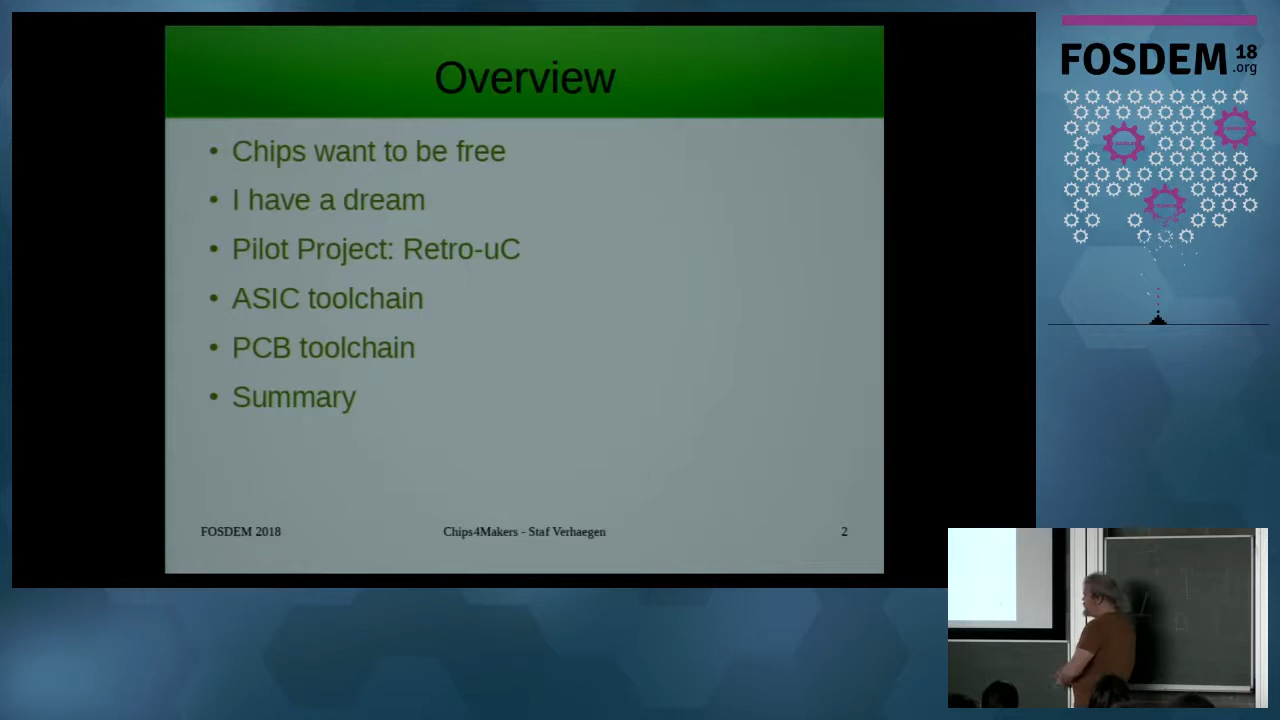 Overview
• Chips want to be free
• I have a dream
• Pilot Project: Retro-uC
• ASIC toolchain
• PCB toolchain
• Summary
FOSDEM 2018
Chips4Makers - Staf Verhaegen
2
FOSDEM 18
.org